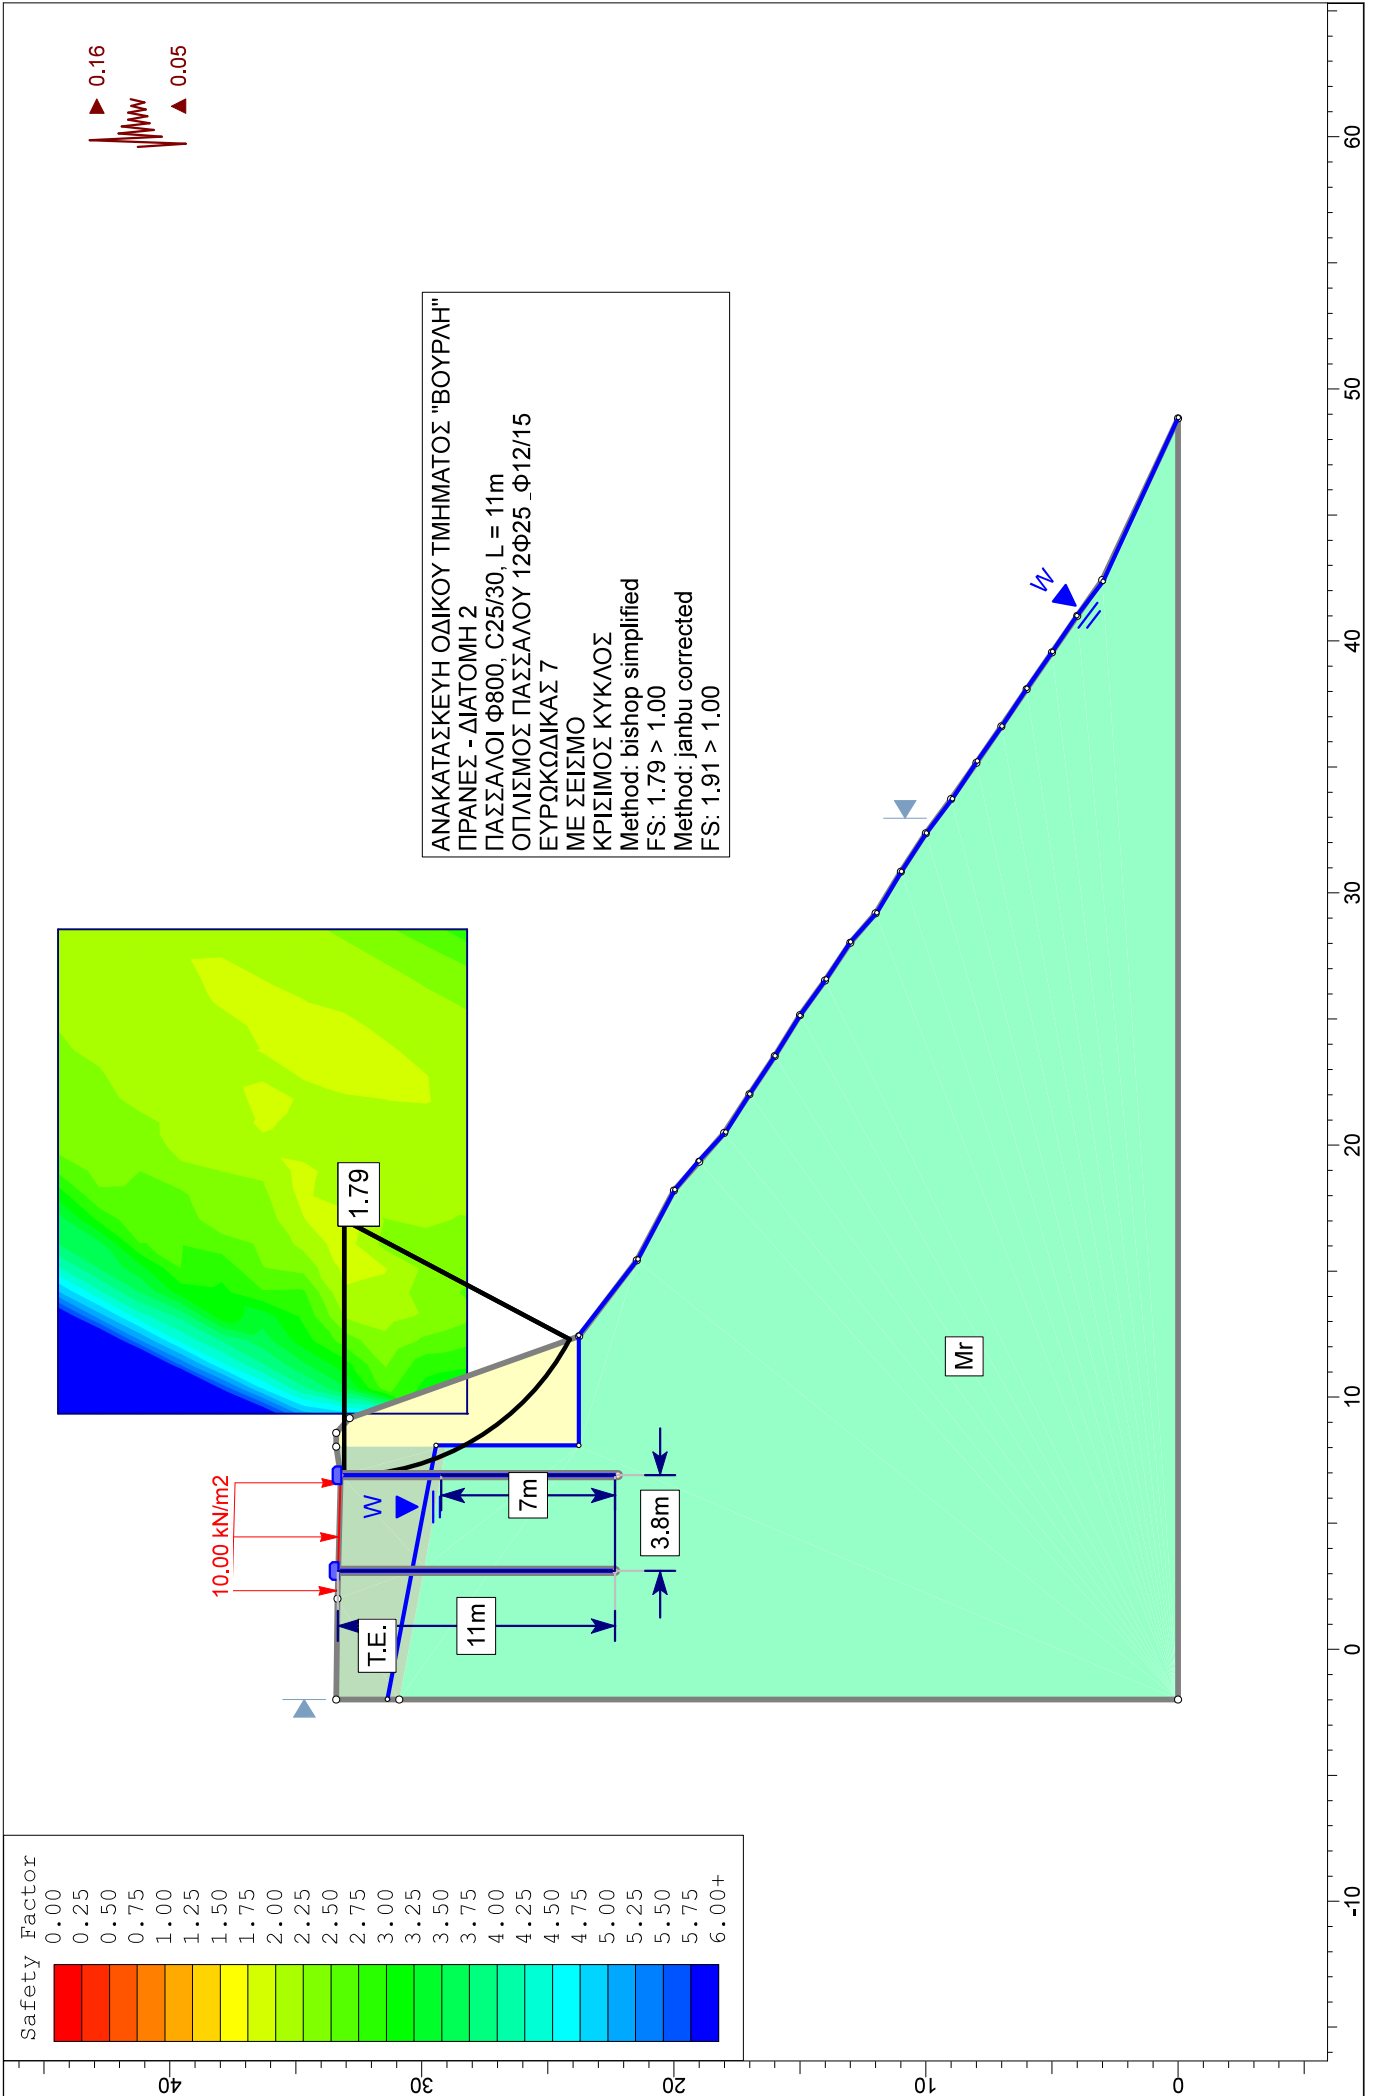 Safety Factor
0.00
0.25
0.50
0.75
1.00
1.25
1.50
1.75
2.00
2.25
2.50
2.75
3.00
3.25
3.50
3.75
4.00
4.25
4.50
4.75
5.00
5.25
5.50
5.75
6.00+
0.16
0.05
ΑΝΑΚΑΤΑΣΚΕΥΗ ΟΔΙΚΟΥ ΤΜΗΜΑΤΟΣ "ΒΟΥΡΛΗ"
ΠΡΑΝΕΣ - ΔΙΑΤΟΜΗ 2
ΠΑΣΣΑΛΟΙ Φ800, C25/30, L = 11m
ΟΠΛΙΣΜΟΣ ΠΑΣΣΑΛΟΥ 12Φ25 _Φ12/15
ΕΥΡΩΚΩΔΙΚΑΣ 7
ΜΕ ΣΕΙΣΜΟ
ΚΡΙΣΙΜΟΣ ΚΥΚΛΟΣ
Method: bishop simplified
FS: 1.79 > 1.00
Method: janbu corrected
FS: 1.91 > 1.00
1.79
10.00 kN/m2
W
T.E.
11m
7m
3.8m
Mr
W
40
30
20
10
0
-10
0
10
20
30
40
50
60